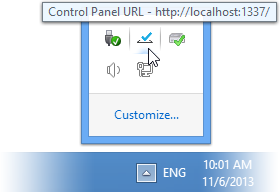 Control Panel URL - http://localhost:1337/
Customize...
ENG
10:01 AM
11/6/2013